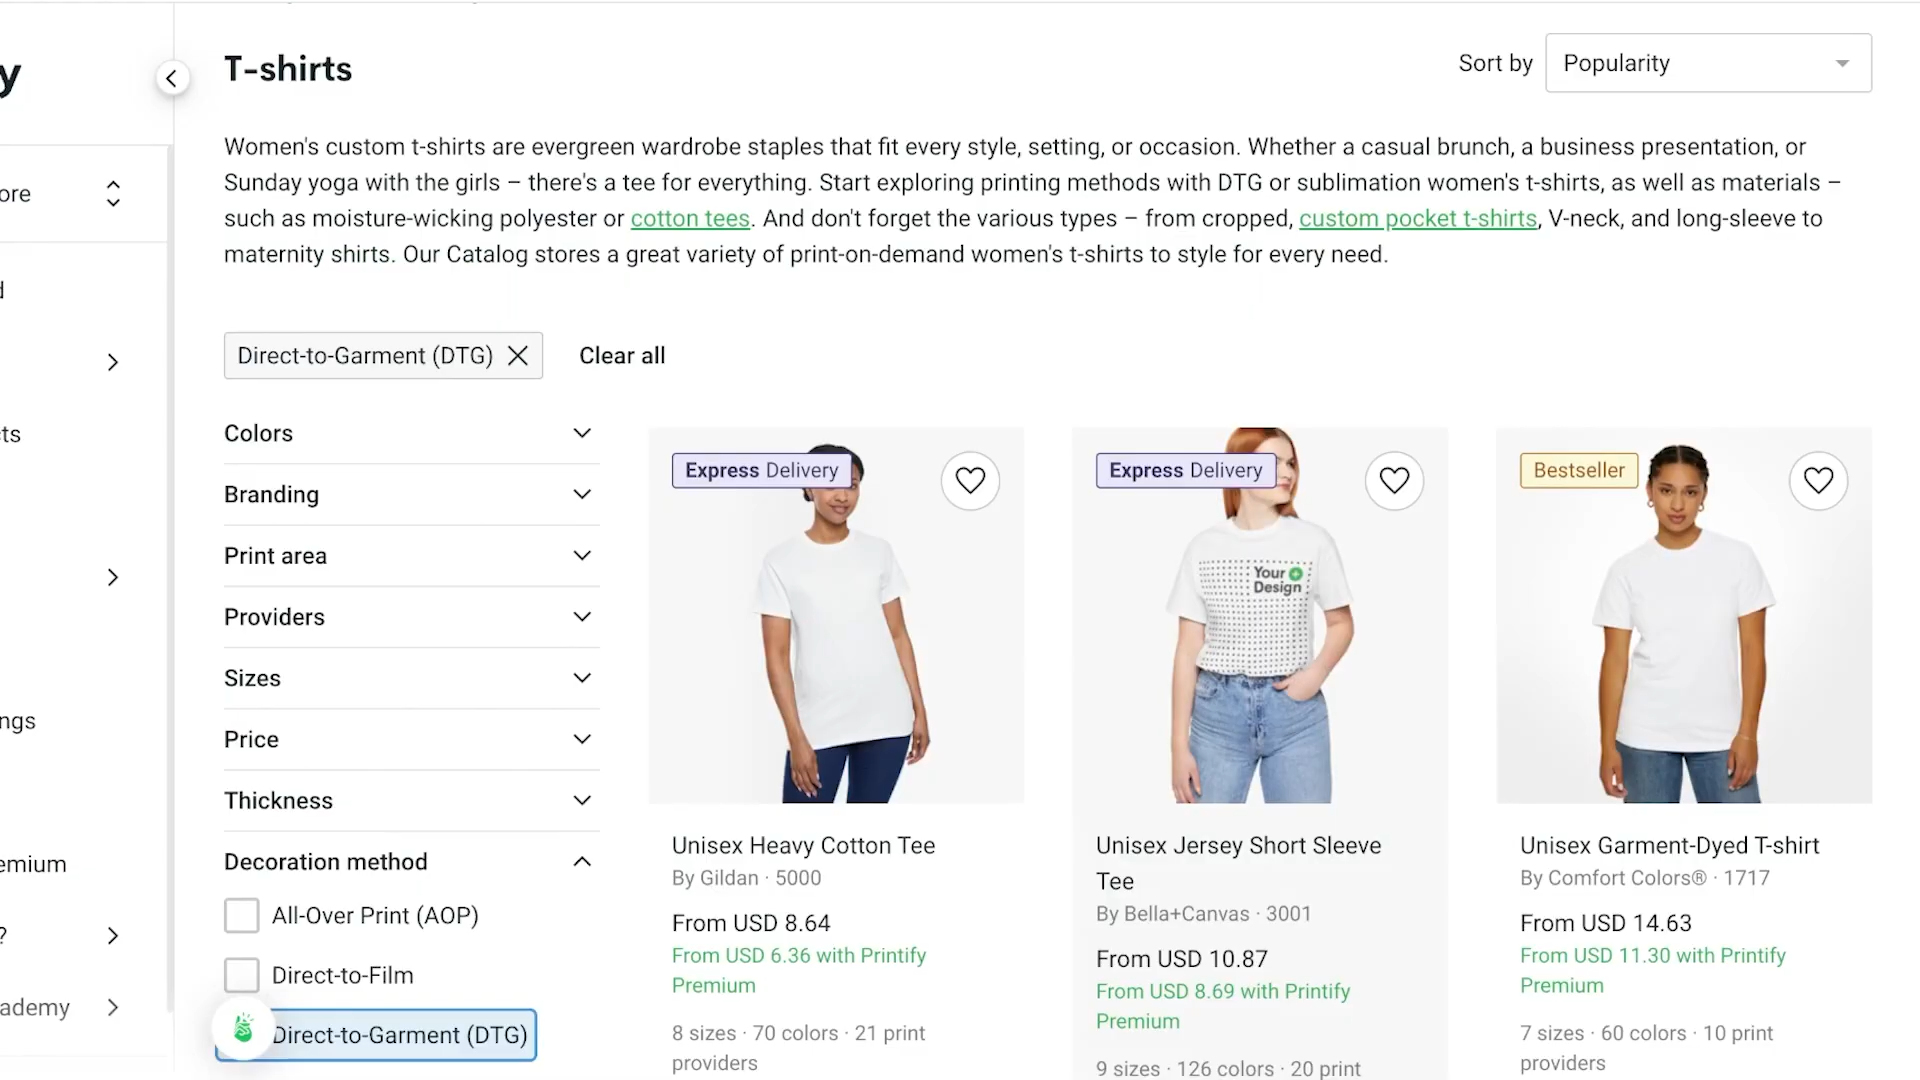 y
T-shirts
Sort by
Popularity
Women's custom t-shirts are evergreen wardrobe staples that fit every style, setting, or occasion. Whether a casual brunch, a business presentation, or
Sunday yoga with the girls – there's a tee for everything. Start exploring printing methods with DTG or sublimation women's t-shirts, as well as materials –
such as moisture-wicking polyester or cotton tees. And don't forget the various types – from cropped, custom pocket t-shirts, V-neck, and long-sleeve to
maternity shirts. Our Catalog stores a great variety of print-on-demand women's t-shirts to style for every need.
ore
d
cts
ngs
emium
?
ademy
Direct-to-Garment (DTG)
Clear all
Colors
Branding
Print area
Providers
Sizes
Price
Thickness
Decoration method
All-Over Print (AOP)
Direct-to-Film
Direct-to-Garment (DTG)
Express Delivery
Unisex Heavy Cotton Tee
By Gildan · 5000
From USD 8.64
From USD 6.36 with Printify
Premium
8 sizes · 70 colors · 21 print
providers
Express Delivery
Your
Design
Unisex Jersey Short Sleeve
Tee
By Bella+Canvas · 3001
From USD 10.87
From USD 8.69 with Printify
Premium
9 sizes · 126 colors · 20 print
Bestseller
Unisex Garment-Dyed T-shirt
By Comfort Colors® · 1717
From USD 14.63
From USD 11.30 with Printify
Premium
7 sizes · 60 colors · 10 print
providers